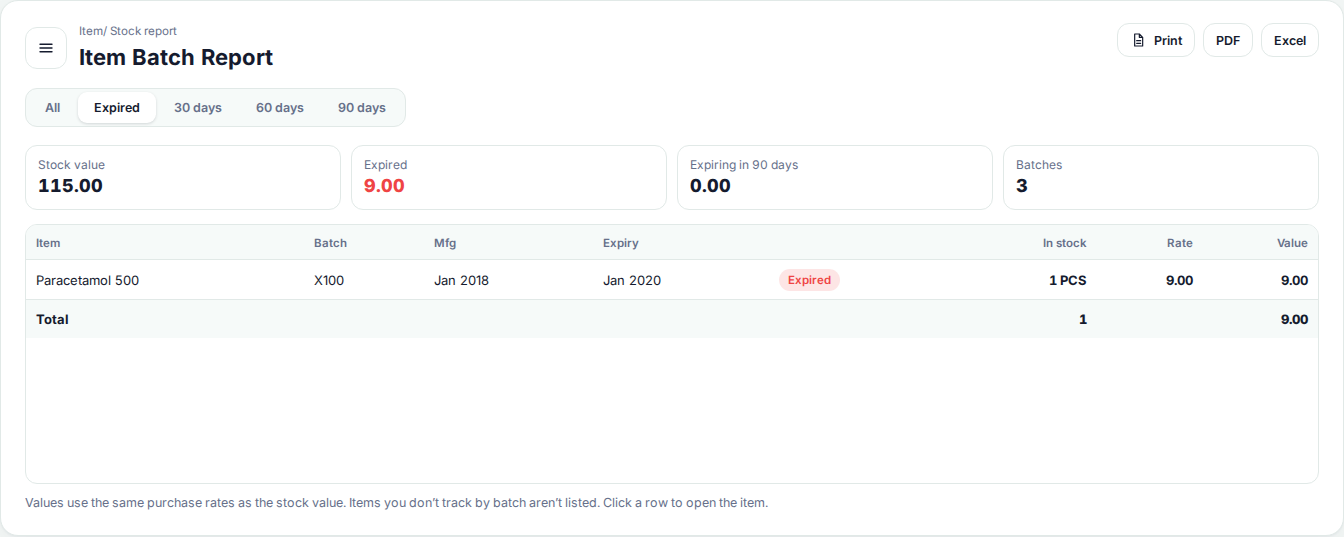 Item/ Stock report
Item Batch Report
Print PDF Excel
All Expired 30 days 60 days 90 days
Stock value Expired Expiring in 90 days Batches
115.00 9.00 0.00 3
Item Batch Mfg Expiry In stock Rate Value
Paracetamol 500 X100 Jan 2018 Jan 2020 Expired 1 PCS 9.00 9.00
Total 1 9.00
Values use the same purchase rates as the stock value. Items you don’t track by batch aren’t listed. Click a row to open the item.